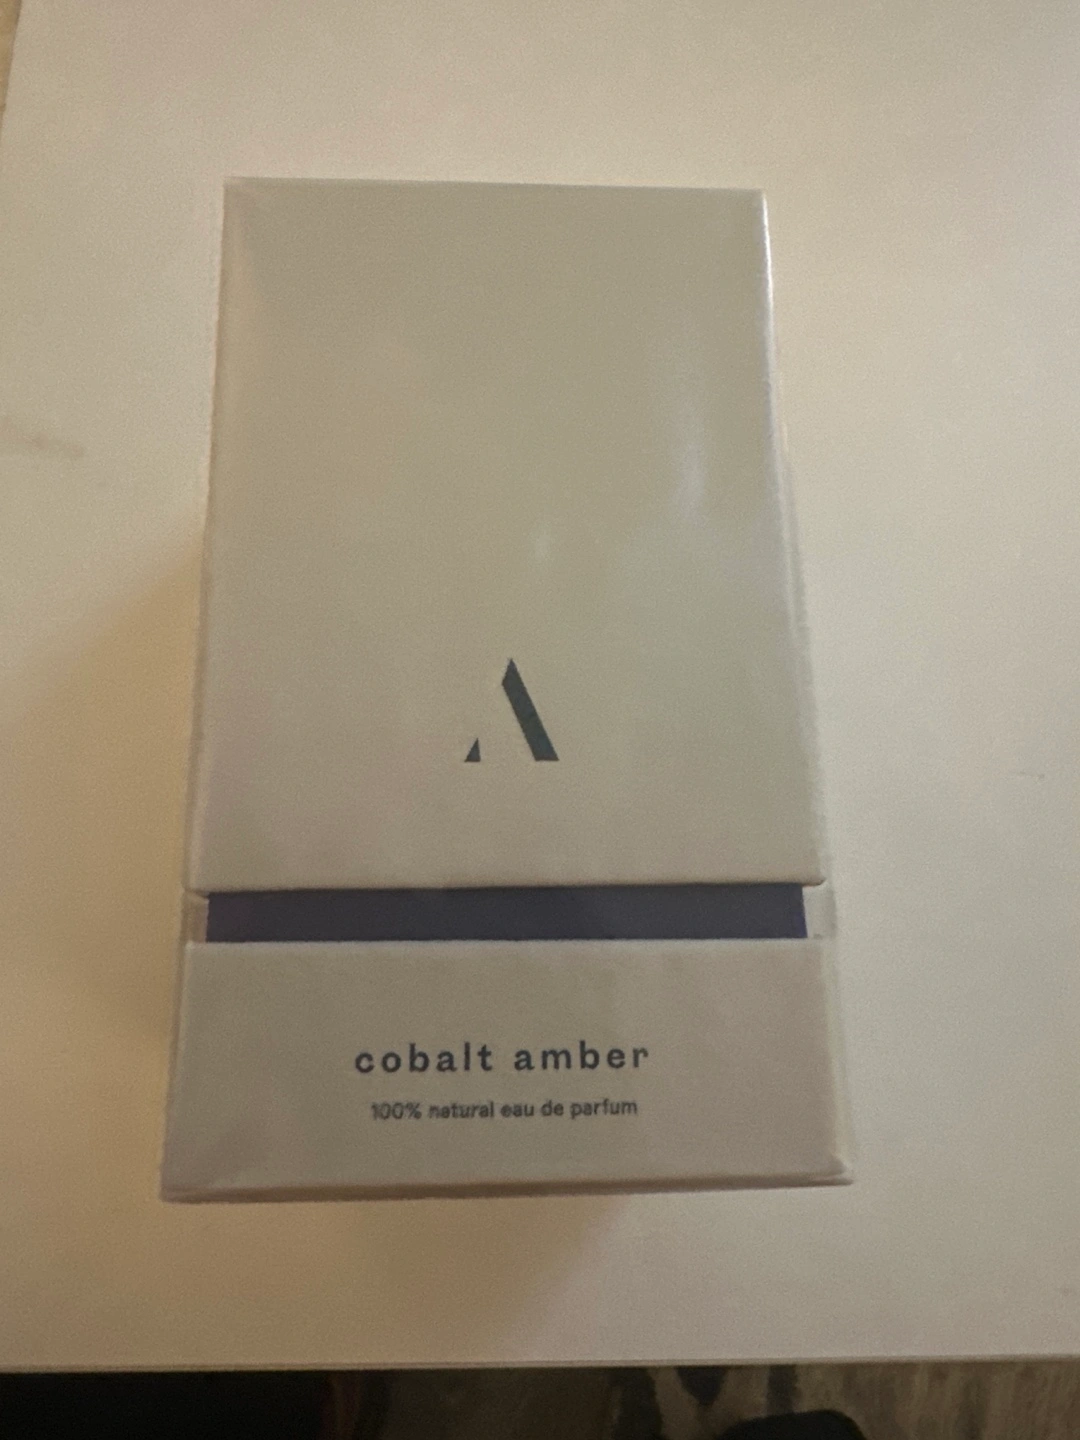 A
cobalt amber
100% natural eau de parfum